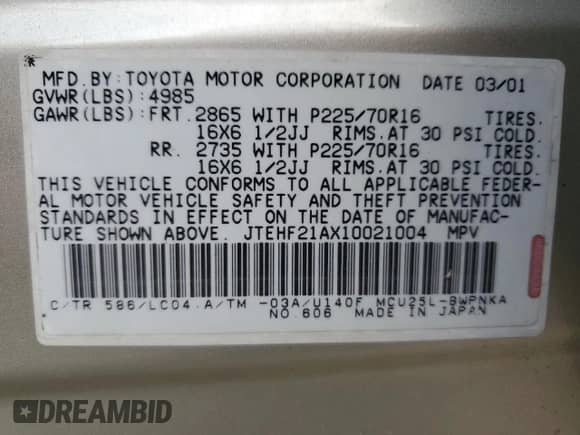 MFD.BY:TOYOTA MOTOR CORPORATION DATE 03/01
GVWR(LBS):4985
GAWR(LBS):FRT.2865 WITH P225/70R16 TIRES.
16X6 1/2JJ RIMS.AT 30 PSI COLD.
RR. 2735 WITH P225/70R16 TIRES.
16X6 1/2JJ RIMS.AT 30 PSI COLD.
THIS VEHICLE CONFORMS TO ALL APPLICABLE FEDER-
AL MOTOR VEHICLE SAFETY AND THEFT PREVENTION
STANDARDS IN EFFECT ON THE DATE OF MANUFAC-
TURE SHOWN ABOVE. JTEHF21AX10021004 MPV
C/TR 586/LC04.A/TM -03A/U140F MCU25L-BWPNKA
NO.606 MADE IN JAPAN
DREAMBID